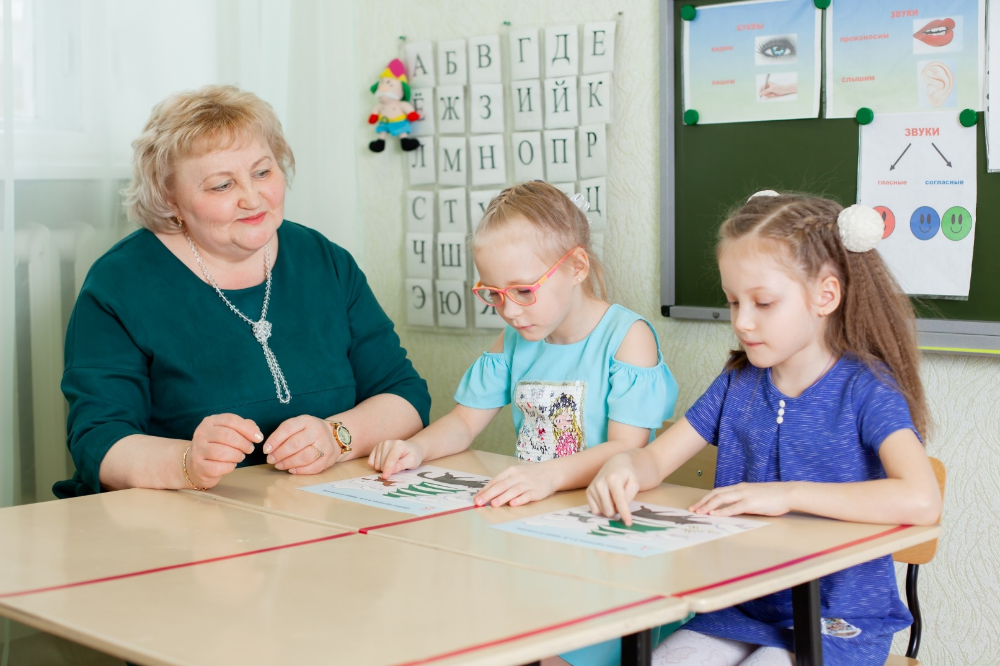 А Б В Г Д Е
Ё Ж З И Й К
Л М Н О П Р
С Т У Ц
Ч Ш
Э Ю Я
БУКВЫ
видим
пишем
ЗВУКИ
произносим
слышим
ЗВУКИ
гласные согласные